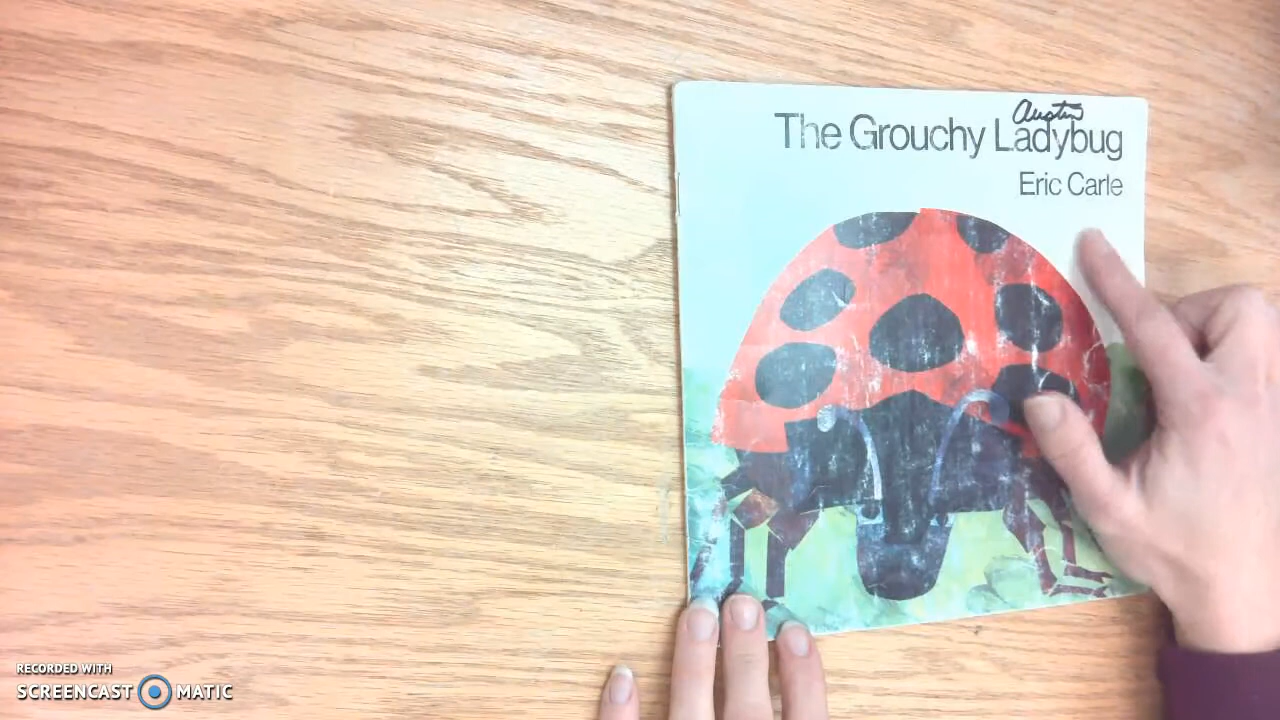 Austin
The Grouchy Ladybug
Eric Carle
RECORDED WITH
SCREENCAST MATIC